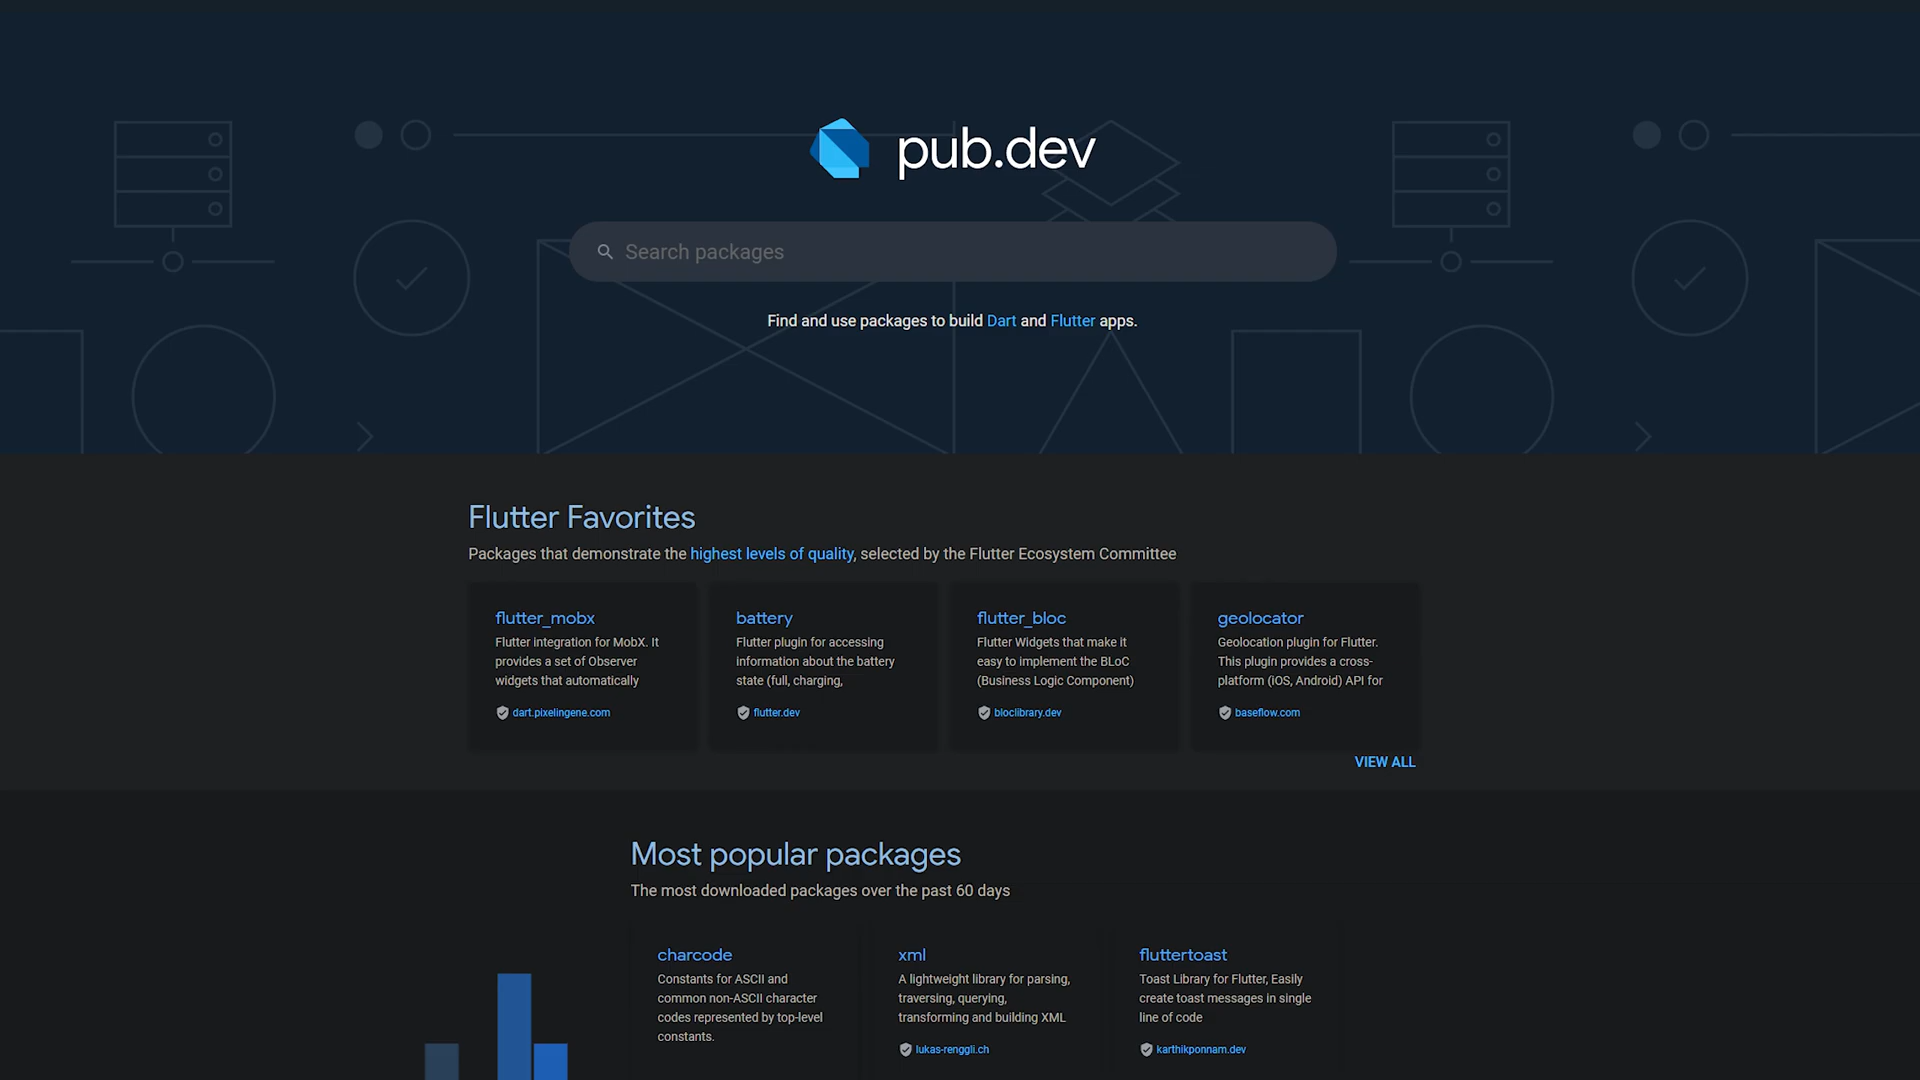 pub.dev
Search packages
Find and use packages to build Dart and Flutter apps.
Flutter Favorites
Packages that demonstrate the highest levels of quality, selected by the Flutter Ecosystem Committee
flutter_mobx
Flutter integration for MobX. It
provides a set of Observer
widgets that automatically
dart.pixelingene.com
battery
Flutter plugin for accessing
information about the battery
state (full, charging,
flutter.dev
flutter_bloc
Flutter Widgets that make it
easy to implement the BLoC
(Business Logic Component)
bloclibrary.dev
geolocator
Geolocation plugin for Flutter.
This plugin provides a cross-
platform (iOS, Android) API for
baseflow.com
VIEW ALL
Most popular packages
The most downloaded packages over the past 60 days
charcode
Constants for ASCII and
common non-ASCII character
codes represented by top-level
constants.
xml
A lightweight library for parsing,
traversing, querying,
transforming and building XML
lukas-renggli.ch
fluttertoast
Toast Library for Flutter, Easily
create toast messages in single
line of code
karthikponnam.dev